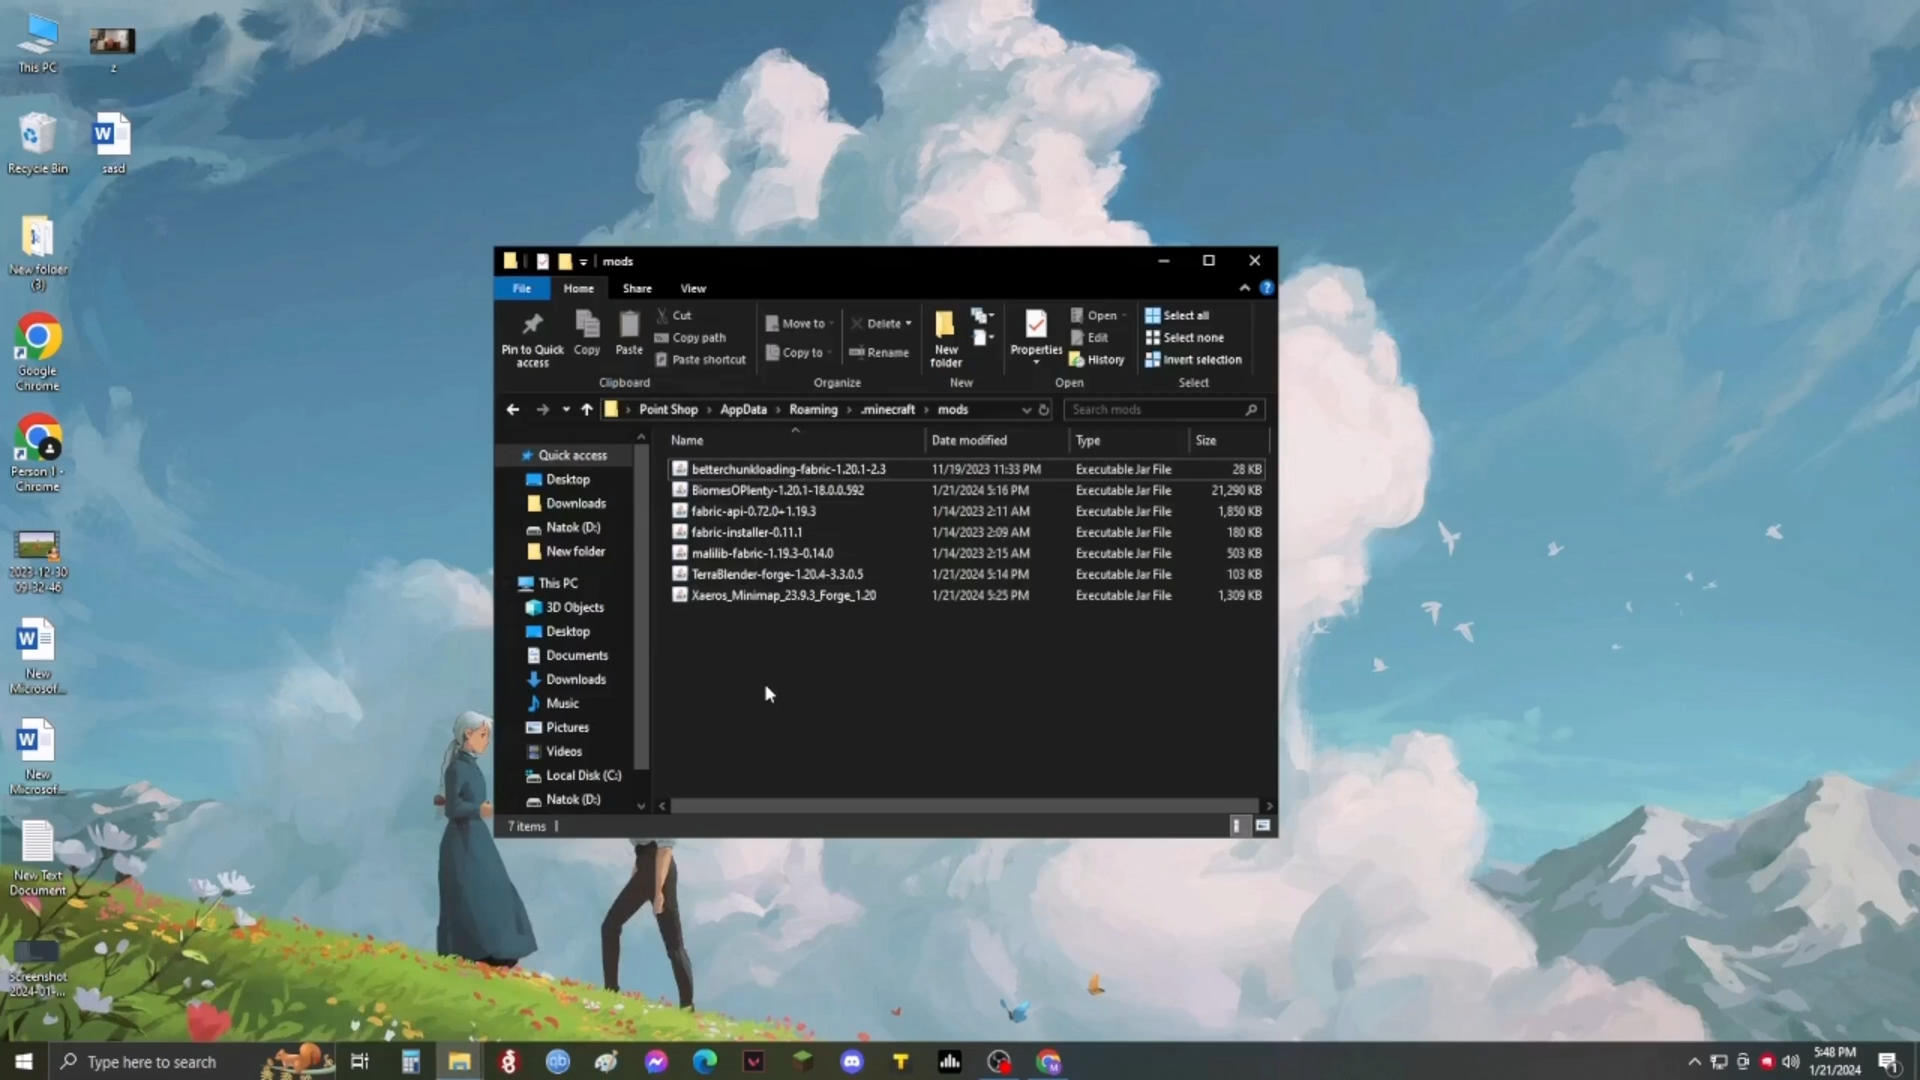 This PC
z
Recycle Bin
sasd
New folder
(3)
Google
Chrome
Person 1 -
Chrome
2023-12-30
09-32-46
New
Microsof...
New
Microsof...
New Text
Document
Screenshot
2024-01-...
mods
File Home Share View
Pin to Quick
access
Copy
Paste
Cut
Copy path
Paste shortcut
Clipboard
Move to
Copy to
Delete
Rename
Organize
New
folder
New
Properties
Open
Edit
History
Open
Select all
Select none
Invert selection
Select
Point Shop > AppData > Roaming > .minecraft > mods
Search mods
Quick access
Desktop
Downloads
Natok (D:)
New folder
This PC
3D Objects
Desktop
Documents
Downloads
Music
Pictures
Videos
Local Disk (C:)
Natok (D:)
Name Date modified Type Size
betterchunkloading-fabric-1.20.1-2.3 11/19/2023 11:33 PM Executable Jar File 28 KB
BiomesOPlenty-1.20.1-18.0.0.592 1/21/2024 5:16 PM Executable Jar File 21,290 KB
fabric-api-0.72.0+1.19.3 1/14/2023 2:11 AM Executable Jar File 1,850 KB
fabric-installer-0.11.1 1/14/2023 2:09 AM Executable Jar File 180 KB
malilib-fabric-1.19.3-0.14.0 1/14/2023 2:15 AM Executable Jar File 503 KB
TerraBlender-forge-1.20.4-3.3.0.5 1/21/2024 5:14 PM Executable Jar File 103 KB
Xaeros_Minimap_23.9.3_Forge_1.20 1/21/2024 5:25 PM Executable Jar File 1,309 KB
7 items
Type here to search
5:48 PM
1/21/2024